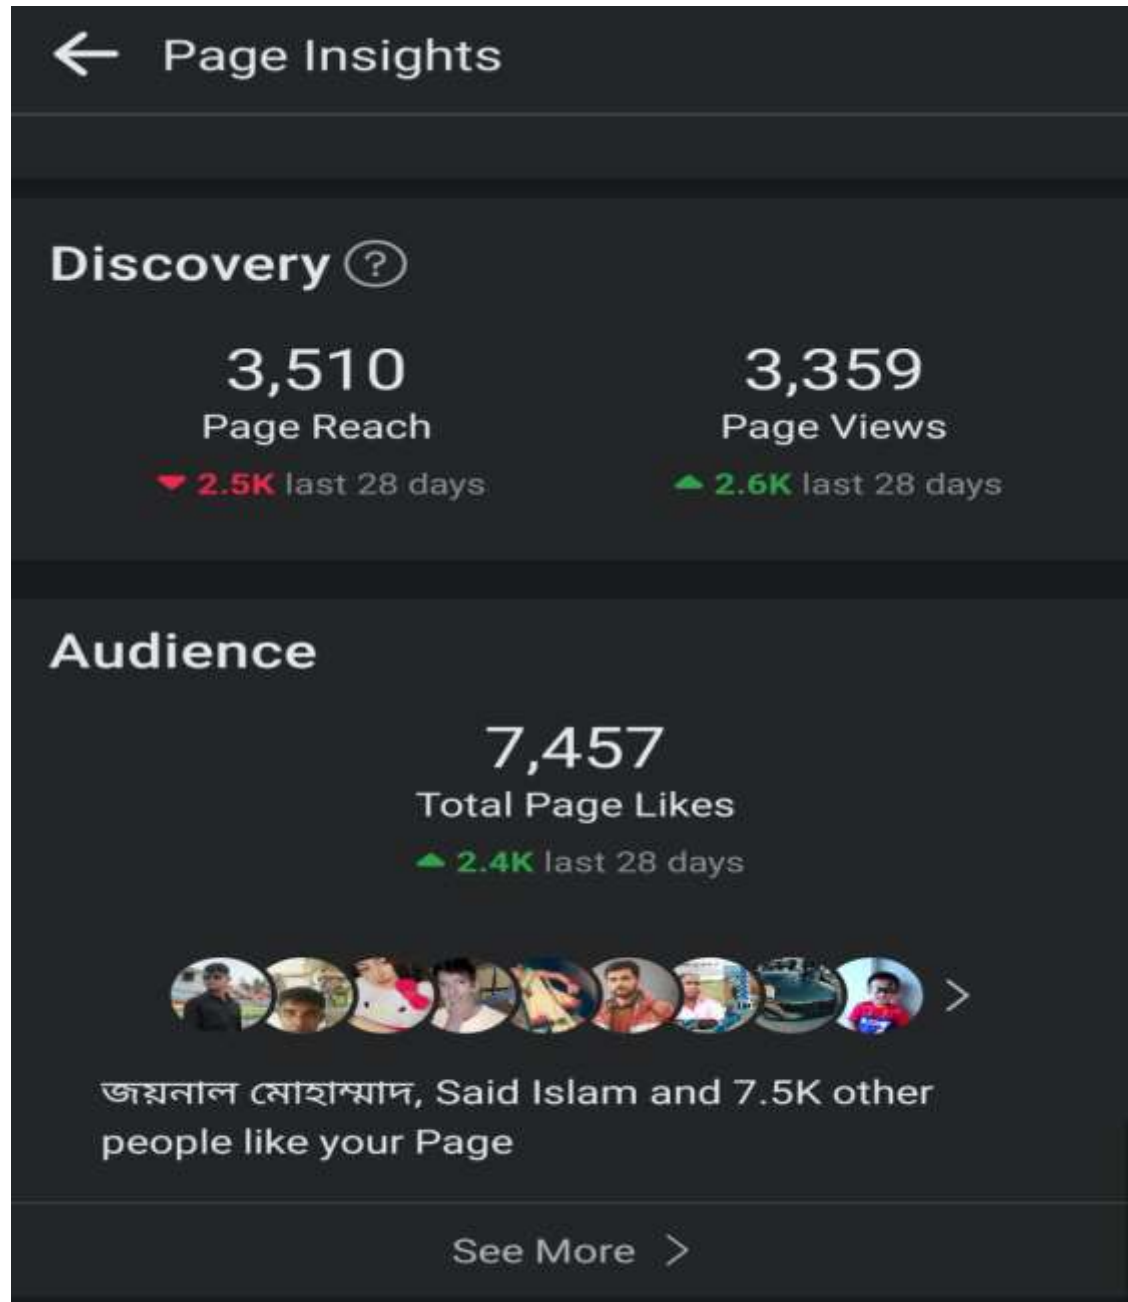 Page Insights
Discovery ?
3,510
Page Reach
2.5K last 28 days
3,359
Page Views
2.6K last 28 days
Audience
7,457
Total Page Likes
2.4K last 28 days
জয়নাল মোহাম্মাদ, Said Islam and 7.5K other
people like your Page
See More